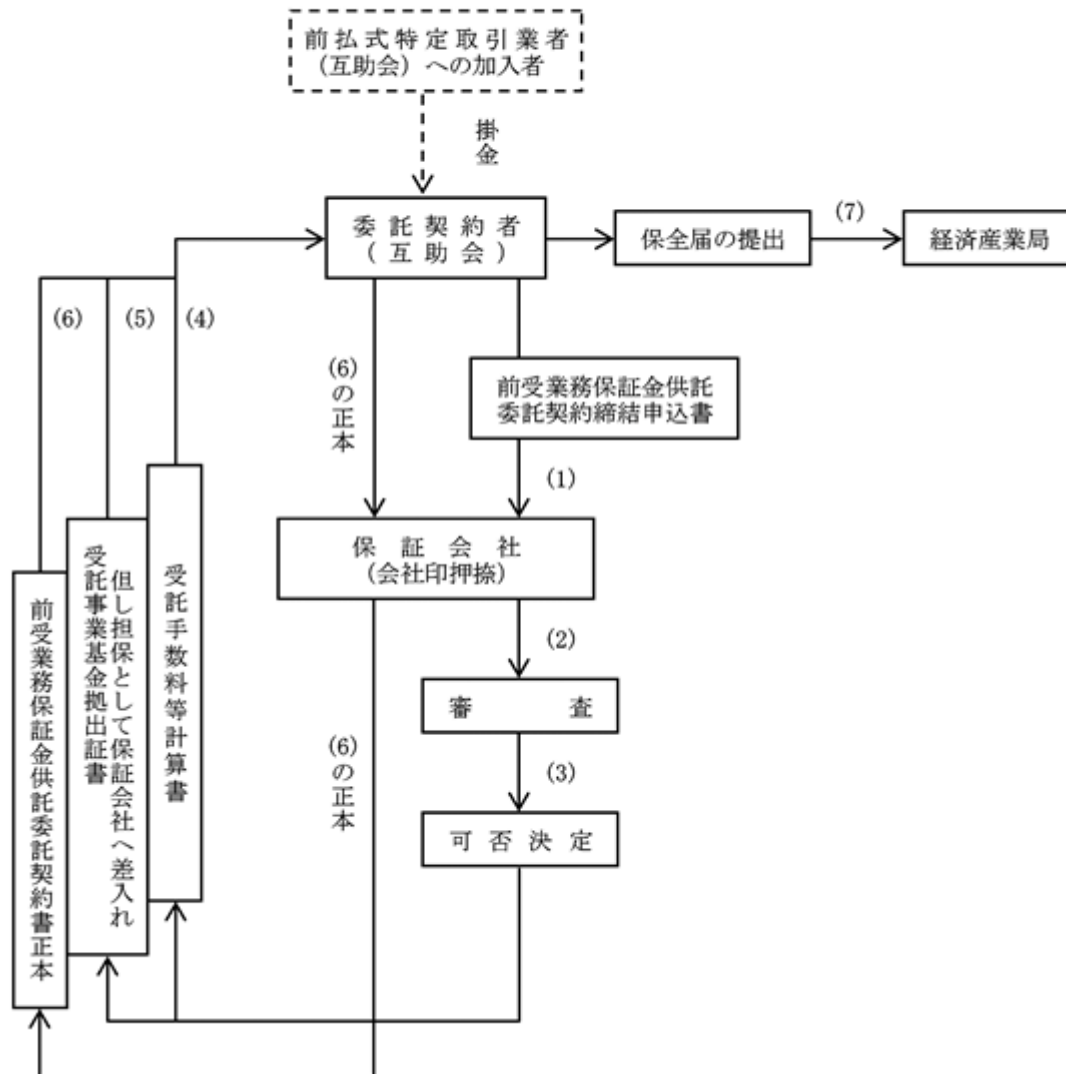 前払式特定取引業者
(互助会)への加入者
掛金
委託契約者
(互助会)
保全届の提出
(7)
経済産業局
(6)
(5)
(4)
(6)の正本
前受業務保証金供託
委託契約締結申込書
(1)
保証会社
(会社印押捺)
(2)
審査
(3)
可否決定
(6)の正本
受託手数料等計算書
但し担保として保証会社へ差入れ
受託事業基金拠出証書
前受業務保証金供託委託契約書正本